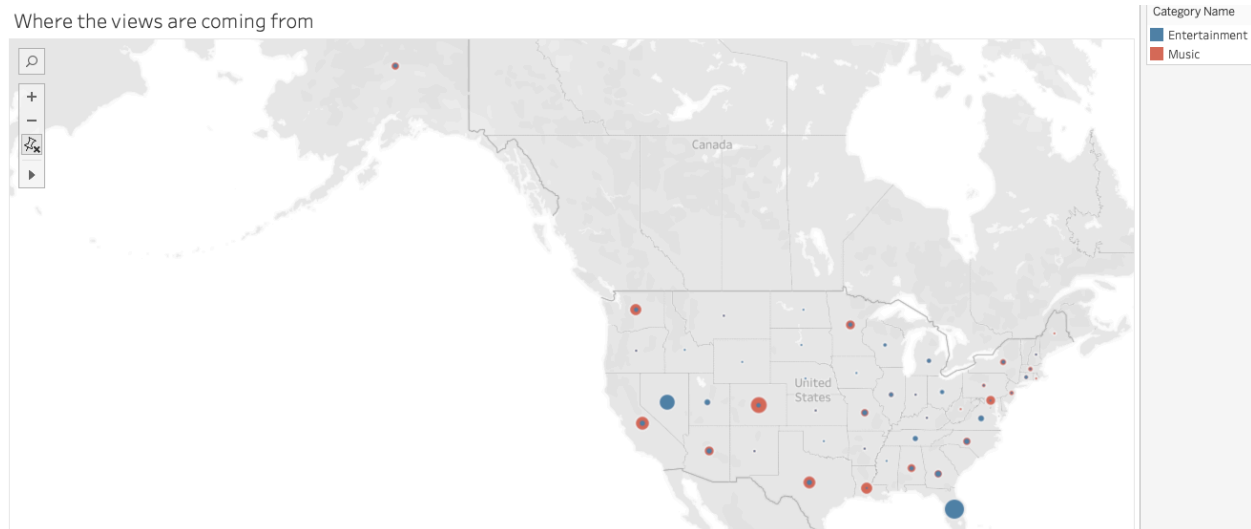 Where the views are coming from
Category Name
Entertainment
Music
Canada
United
States